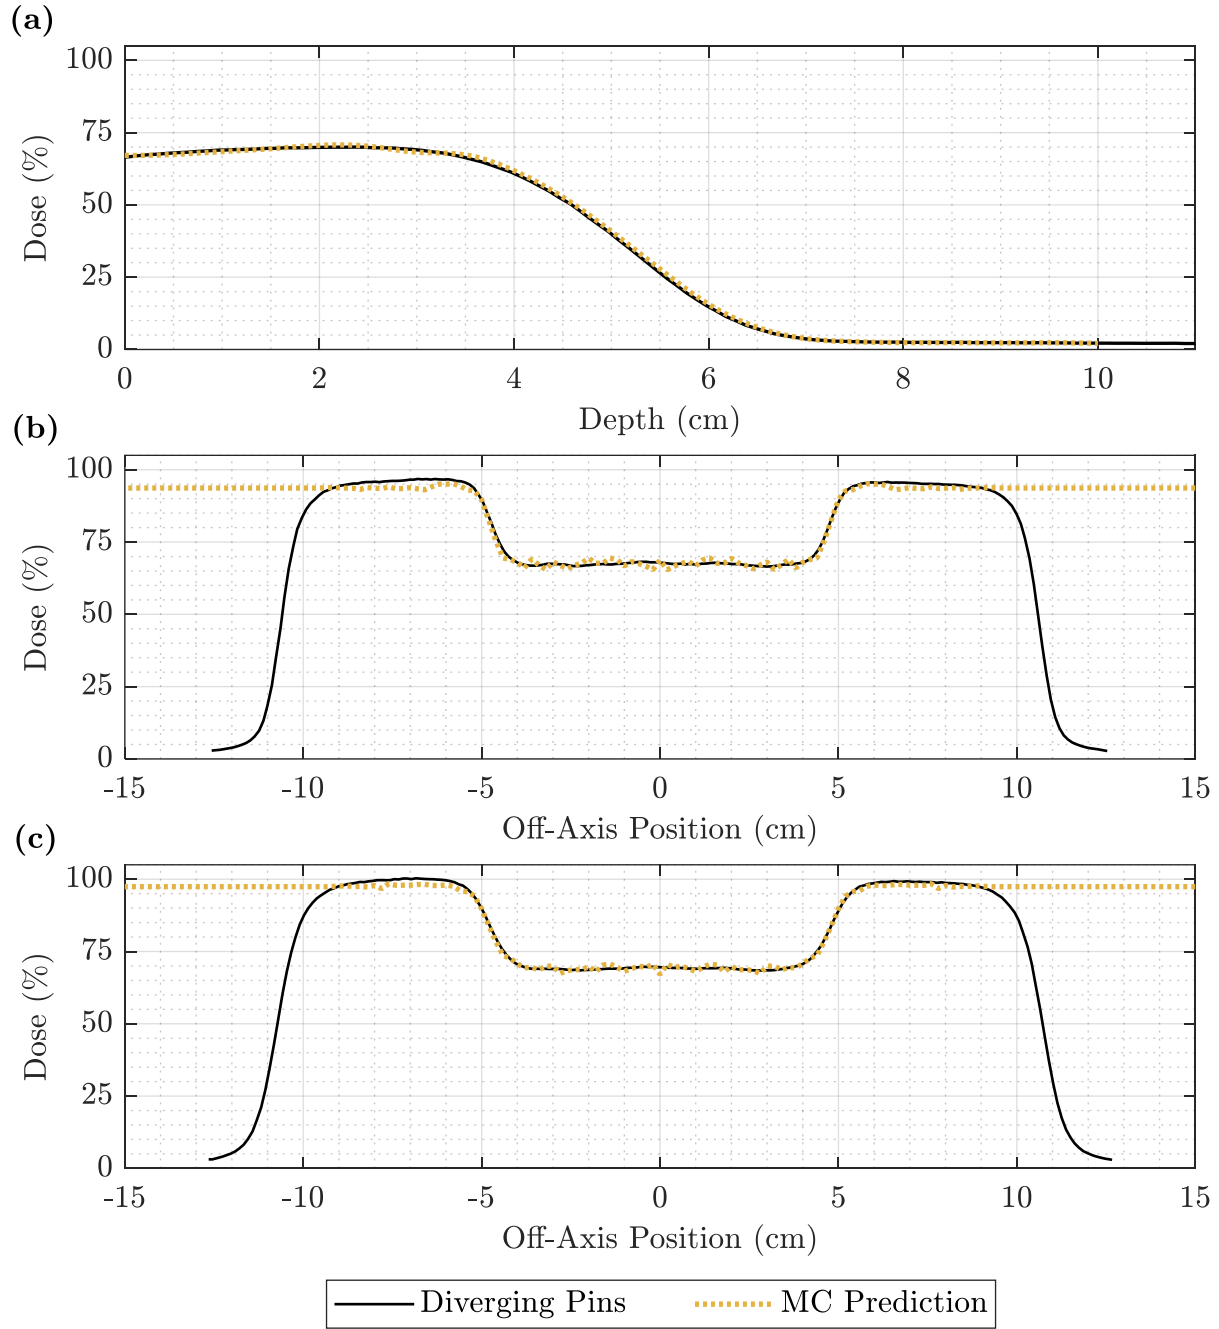 (a)
100
75
50
25
0
Dose (%)
0 2 4 6 8 10
Depth (cm)
(b)
100
75
50
25
0
Dose (%)
-15 -10 -5 0 5 10 15
Off-Axis Position (cm)
(c)
100
75
50
25
0
Dose (%)
-15 -10 -5 0 5 10 15
Off-Axis Position (cm)
Diverging Pins MC Prediction